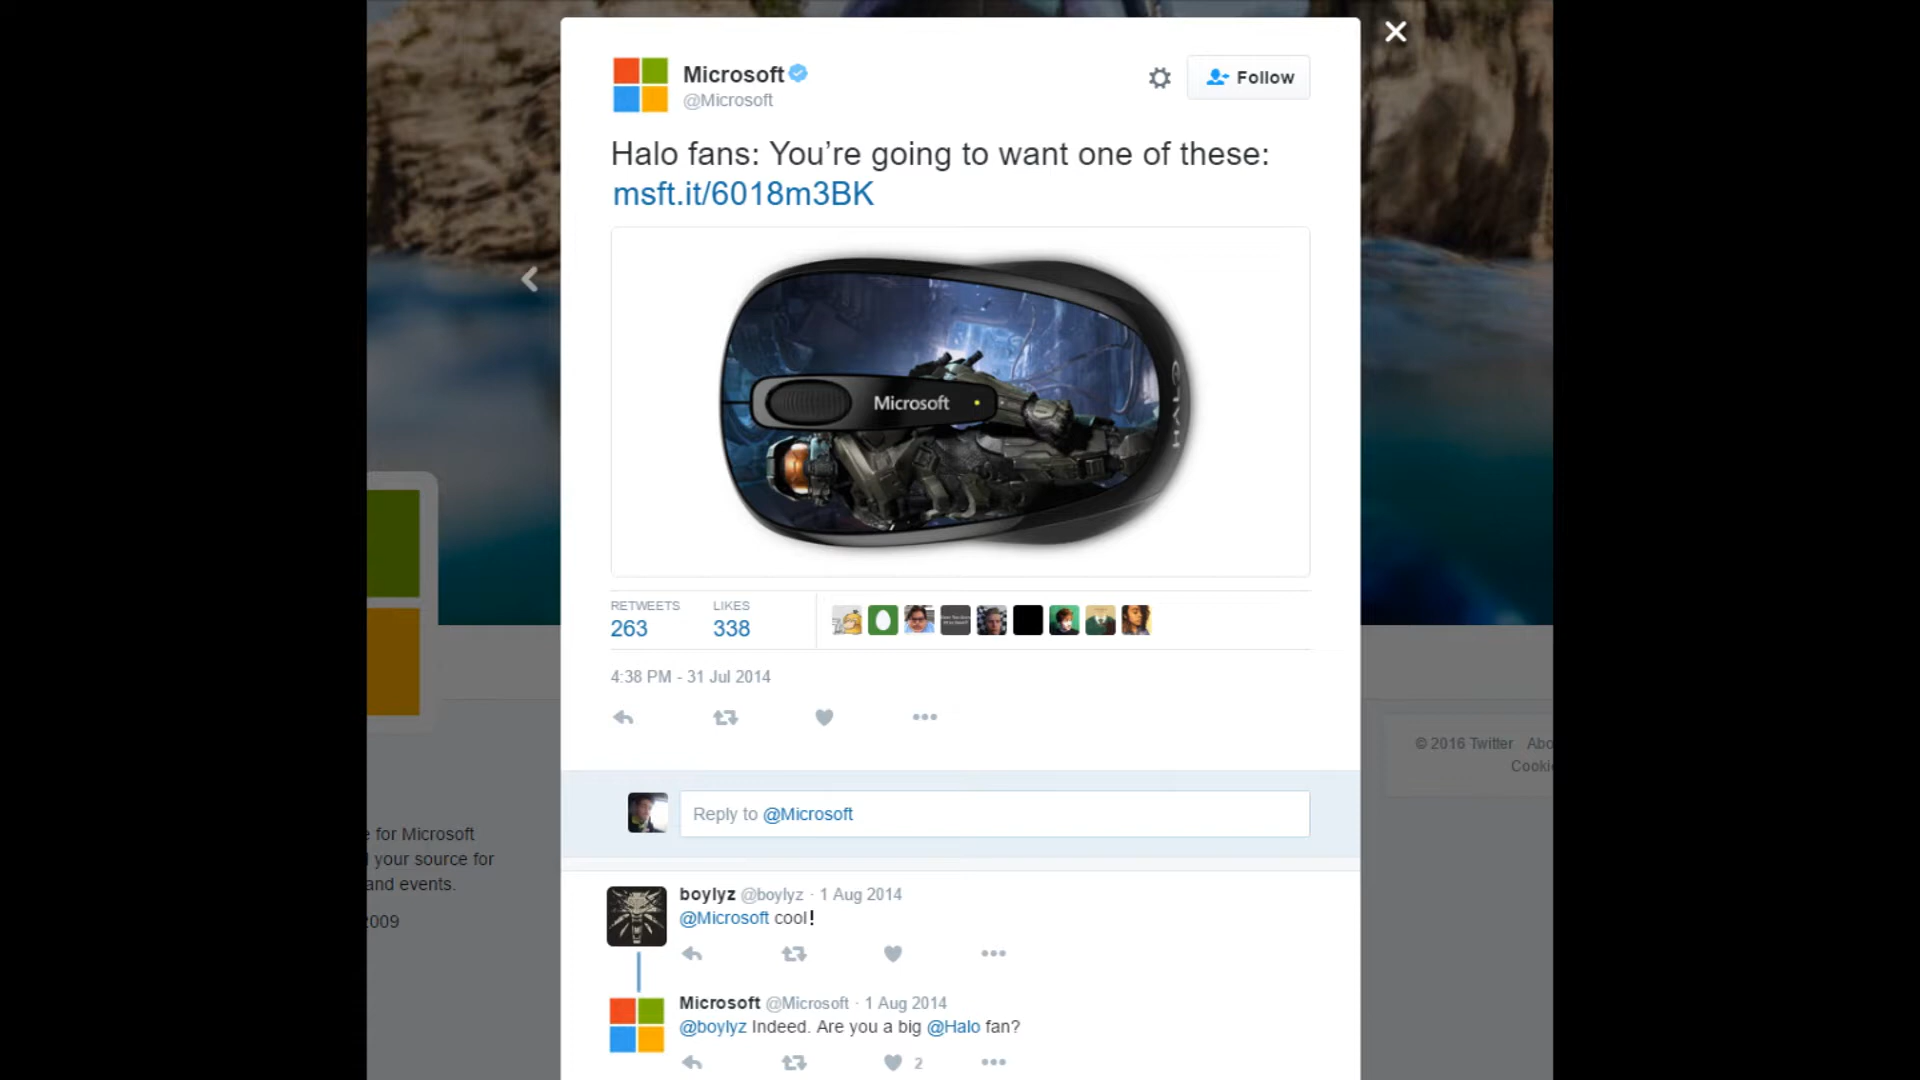 Microsoft
@Microsoft
Follow
Halo fans: You’re going to want one of these:
msft.it/6018m3BK
Microsoft
HALO
RETWEETS LIKES
263 338
4:38 PM - 31 Jul 2014
© 2016 Twitter Abo
Cookie
Reply to @Microsoft
e for Microsoft
your source for
and events.
2009
boylyz @boylyz · 1 Aug 2014
@Microsoft cool!
Microsoft @Microsoft · 1 Aug 2014
@boylyz Indeed. Are you a big @Halo fan?
2